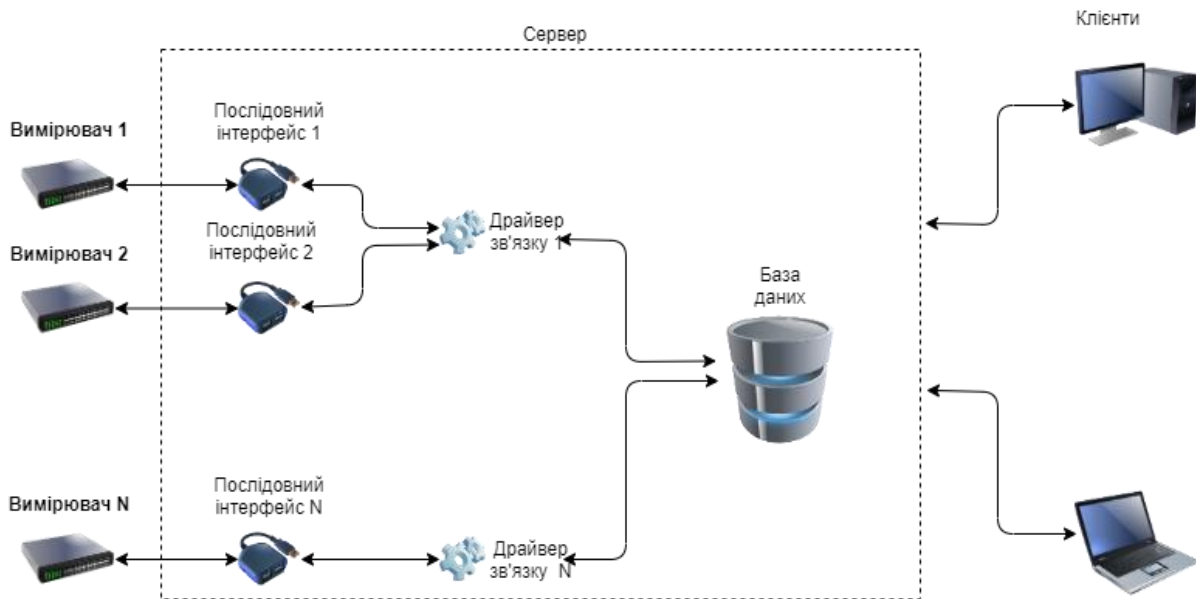 Клієнти
Сервер
Вимірювач 1
Послідовний
інтерфейс 1
Вимірювач 2
Послідовний
інтерфейс 2
Драйвер
зв'язку 1
База
даних
Вимірювач N
Послідовний
інтерфейс N
Драйвер
зв'язку N